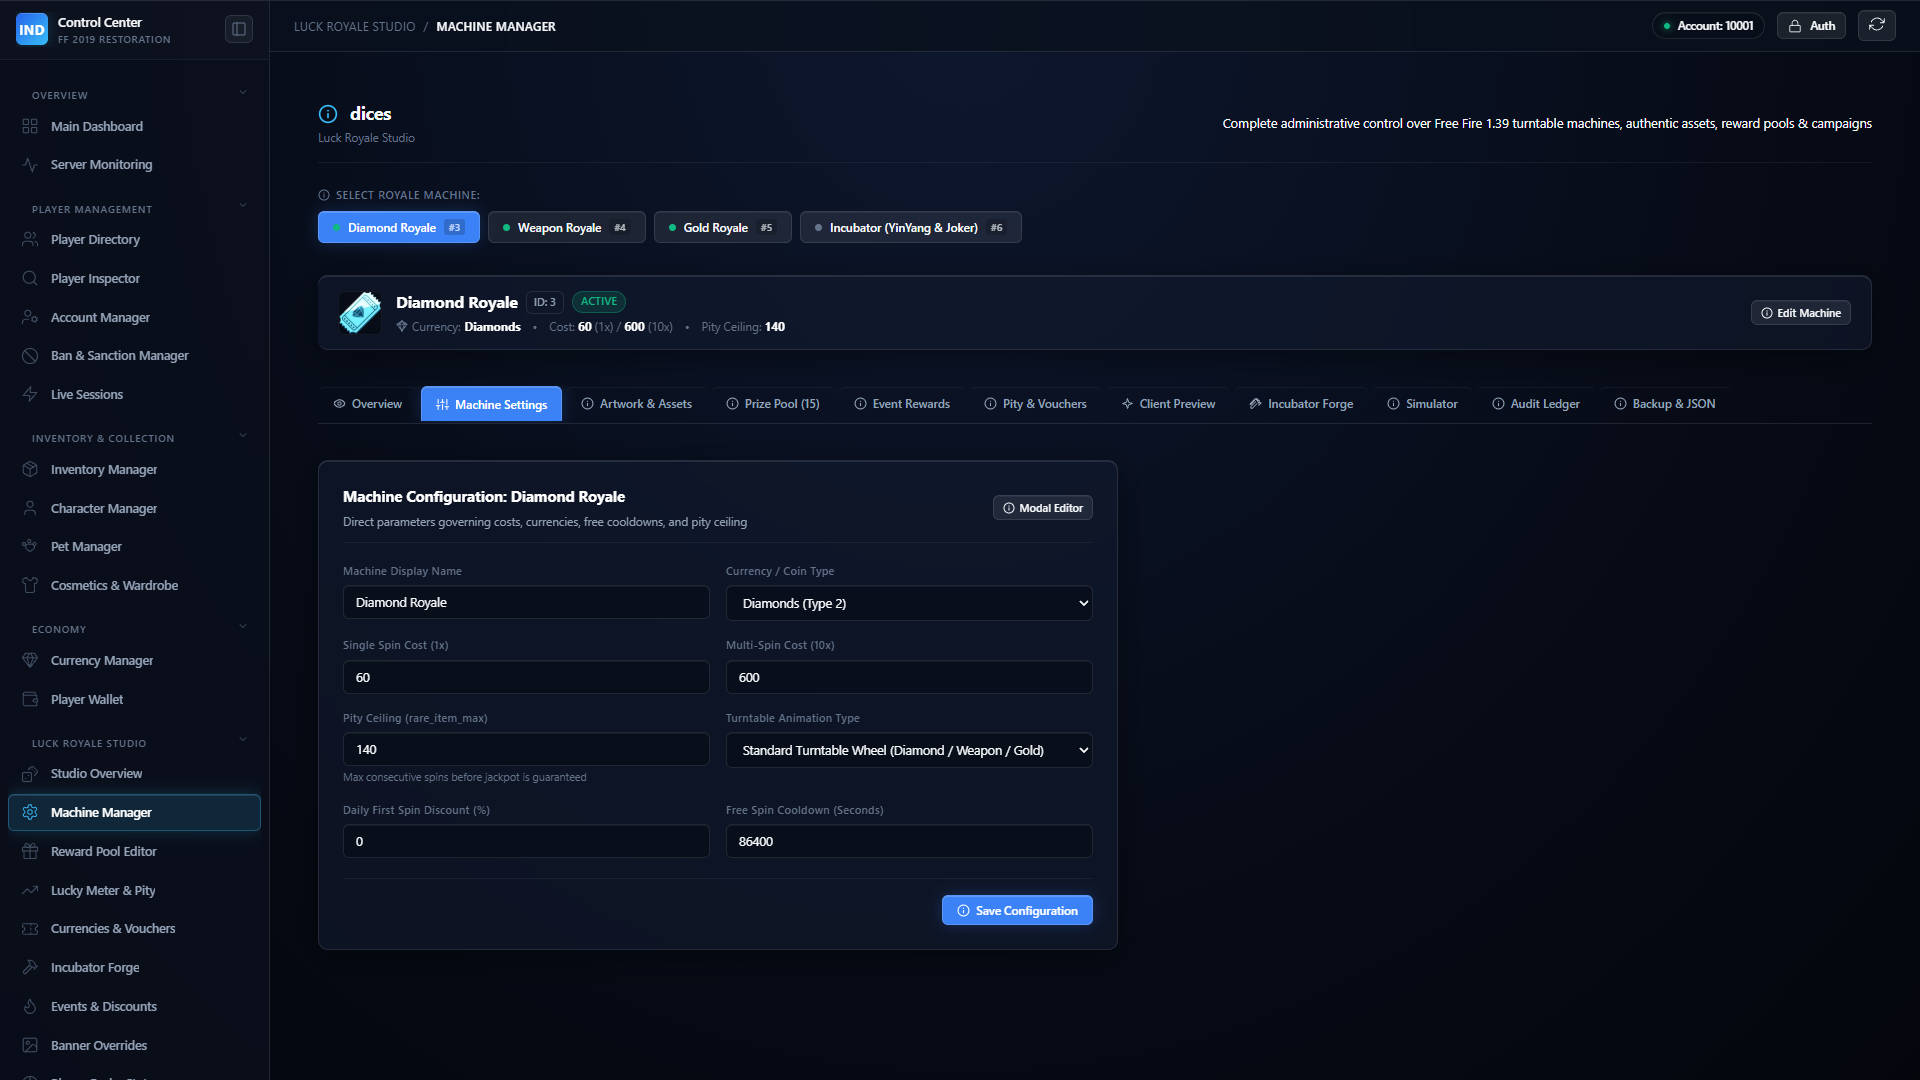 IND
Control Center
FF 2019 RESTORATION
OVERVIEW
Main Dashboard
Server Monitoring
PLAYER MANAGEMENT
Player Directory
Player Inspector
Account Manager
Ban & Sanction Manager
Live Sessions
INVENTORY & COLLECTION
Inventory Manager
Character Manager
Pet Manager
Cosmetics & Wardrobe
ECONOMY
Currency Manager
Player Wallet
LUCK ROYALE STUDIO
Studio Overview
Machine Manager
Reward Pool Editor
Lucky Meter & Pity
Currencies & Vouchers
Incubator Forge
Events & Discounts
Banner Overrides
LUCK ROYALE STUDIO / MACHINE MANAGER
Account: 10001
Auth
dices
Luck Royale Studio
Complete administrative control over Free Fire 1.39 turntable machines, authentic assets, reward pools & campaigns
SELECT ROYALE MACHINE:
Diamond Royale #3
Weapon Royale #4
Gold Royale #5
Incubator (YinYang & Joker) #6
Diamond Royale ID: 3 ACTIVE
Currency: Diamonds • Cost: 60 (1x) / 600 (10x) • Pity Ceiling: 140
Edit Machine
Overview
Machine Settings
Artwork & Assets
Prize Pool (15)
Event Rewards
Pity & Vouchers
Client Preview
Incubator Forge
Simulator
Audit Ledger
Backup & JSON
Machine Configuration: Diamond Royale
Direct parameters governing costs, currencies, free cooldowns, and pity ceiling
Modal Editor
Machine Display Name
Diamond Royale
Currency / Coin Type
Diamonds (Type 2)
Single Spin Cost (1x)
60
Multi-Spin Cost (10x)
600
Pity Ceiling (rare_item_max)
140
Max consecutive spins before jackpot is guaranteed
Turntable Animation Type
Standard Turntable Wheel (Diamond / Weapon / Gold)
Daily First Spin Discount (%)
0
Free Spin Cooldown (Seconds)
86400
Save Configuration